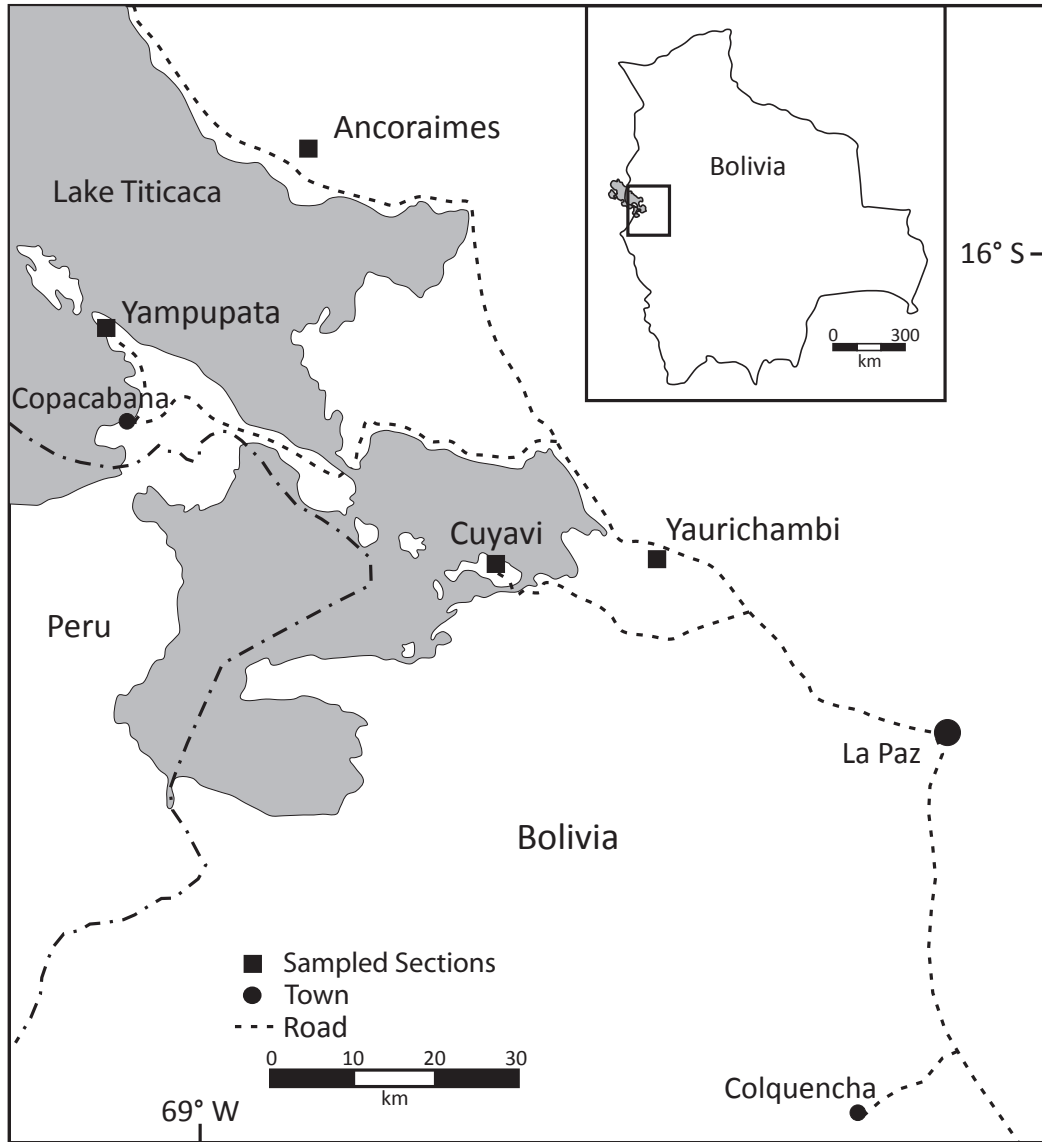 Ancoraimes
Lake Titicaca
Bolivia
16° S
Yampupata
0 300
km
Copacabana
Cuyavi
Yaurichambi
Peru
La Paz
Bolivia
Sampled Sections
Town
Road
0 10 20 30
km
Colquencha
69° W